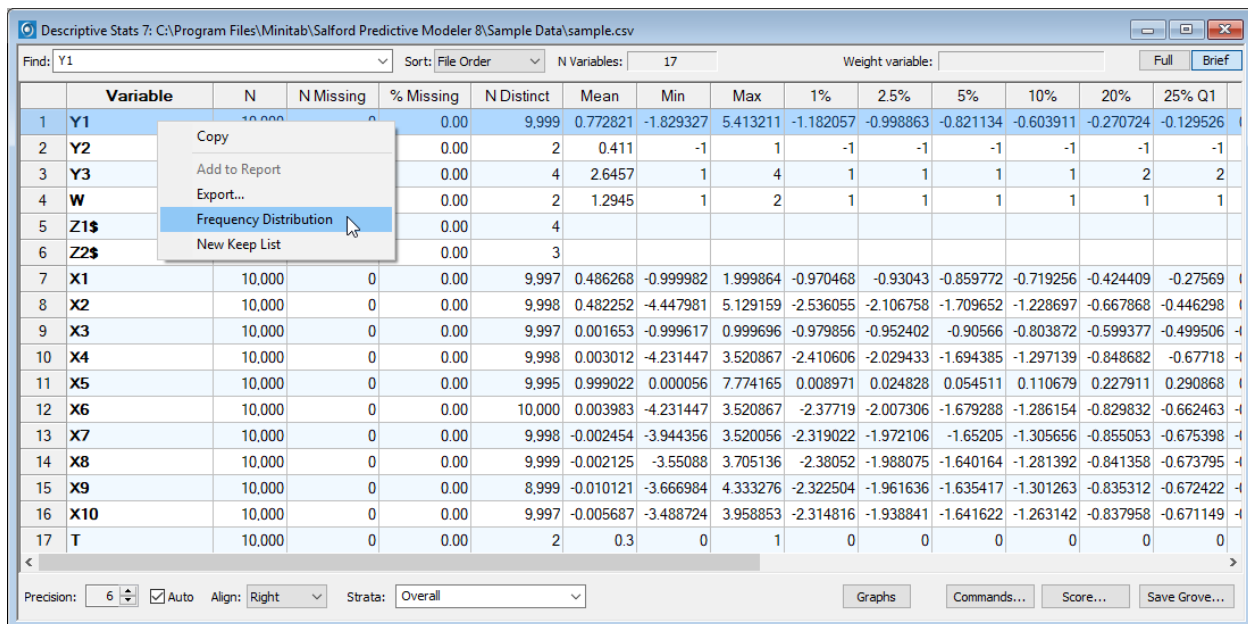 Descriptive Stats 7: C:\Program Files\Minitab\Salford Predictive Modeler 8\Sample Data\sample.csv
Find: Y1 Sort: File Order N Variables: 17 Weight variable: Full Brief
Variable N N Missing % Missing N Distinct Mean Min Max 1% 2.5% 5% 10% 20% 25% Q1
1 Y1 10,000 0 0.00 9,999 0.772821 -1.829327 5.413211 -1.182057 -0.998863 -0.821134 -0.603911 -0.270724 -0.129526
Copy
2 Y2 0.00 2 0.411 -1 1 -1 -1 -1 -1 -1 -1
Add to Report
3 Y3 0.00 4 2.6457 1 4 1 1 1 1 2 2
Export...
4 W 0.00 2 1.2945 1 2 1 1 1 1 1 1
Frequency Distribution
5 Z1$ 0.00 4
New Keep List
6 Z2$ 0.00 3
7 X1 10,000 0 0.00 9,997 0.486268 -0.999982 1.999864 -0.970468 -0.93043 -0.859772 -0.719256 -0.424409 -0.27569
8 X2 10,000 0 0.00 9,998 0.482252 -4.447981 5.129159 -2.536055 -2.106758 -1.709652 -1.228697 -0.667868 -0.446298
9 X3 10,000 0 0.00 9,997 0.001653 -0.999617 0.999696 -0.979856 -0.952402 -0.90566 -0.803872 -0.599377 -0.499506
10 X4 10,000 0 0.00 9,998 0.003012 -4.231447 3.520867 -2.410606 -2.029433 -1.694385 -1.297139 -0.848682 -0.67718
11 X5 10,000 0 0.00 9,995 0.999022 0.000056 7.774165 0.008971 0.024828 0.054511 0.110679 0.227911 0.290868
12 X6 10,000 0 0.00 10,000 0.003983 -4.231447 3.520867 -2.37719 -2.007306 -1.679288 -1.286154 -0.829832 -0.662463
13 X7 10,000 0 0.00 9,998 -0.002454 -3.944356 3.520056 -2.319022 -1.972106 -1.65205 -1.305656 -0.855053 -0.675398
14 X8 10,000 0 0.00 9,999 -0.002125 -3.55088 3.705136 -2.38052 -1.988075 -1.640164 -1.281392 -0.841358 -0.673795
15 X9 10,000 0 0.00 8,999 -0.010121 -3.666984 4.333276 -2.322504 -1.961636 -1.635417 -1.301263 -0.835312 -0.672422
16 X10 10,000 0 0.00 9,997 -0.005687 -3.488724 3.958853 -2.314816 -1.938841 -1.641622 -1.263142 -0.837958 -0.671149
17 T 10,000 0 0.00 2 0.3 0 1 0 0 0 0 0 0
Precision: 6 Auto Align: Right Strata: Overall Graphs Commands... Score... Save Grove...